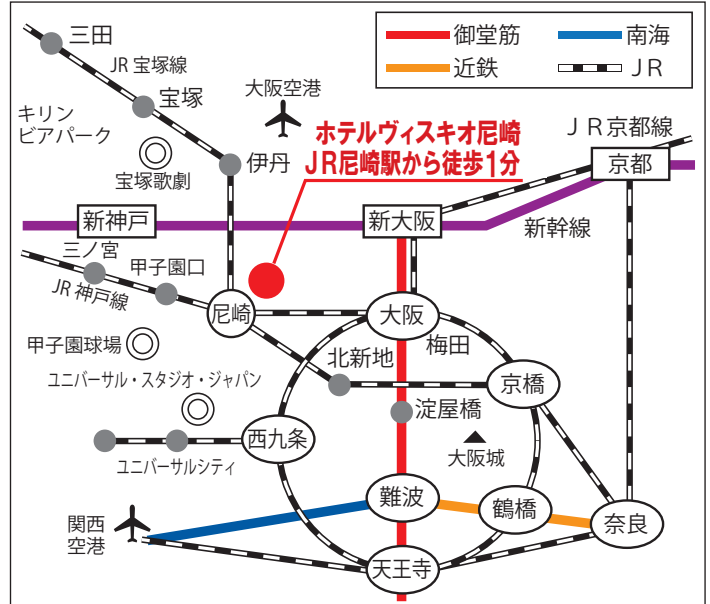 御堂筋
南海
近鉄
JR
三田
JR宝塚線
宝塚
大阪空港
キリン
ビアパーク
宝塚歌劇
伊丹
ホテルヴィスキオ尼崎
JR尼崎駅から徒歩1分
JR京都線
京都
新神戸
新大阪
新幹線
三ノ宮
甲子園口
JR神戸線
尼崎
大阪
梅田
甲子園球場
北新地
京橋
ユニバーサル・スタジオ・ジャパン
淀屋橋
西九条
大阪城
ユニバーサルシティ
難波
鶴橋
奈良
関西
空港
天王寺